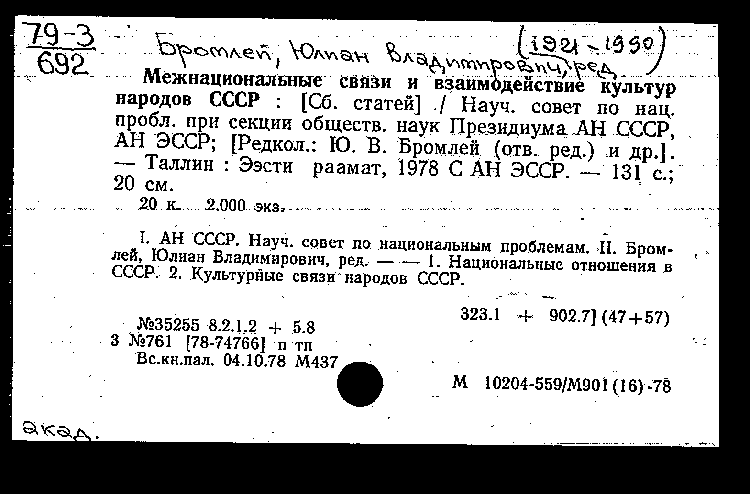 79-3
692
Бромлей, Юлиан Владимирович, ред. (1921-1990)
Межнациональные связи и взаимодействие культур
народов СССР : [Сб. статей] / Науч. совет по нац.
пробл. при секции обществ. наук Президиума АН СССР,
АН ЭССР; [Редкол.: Ю. В. Бромлей (отв. ред.) и др.].
— Таллин : Ээсти раамат, 1978 С АН ЭССР. — 131 с.;
20 см.
20 к. 2.000 экз.
I. АН СССР. Науч. совет по национальным проблемам. II. Бром-
лей, Юлиан Владимирович, ред. — — 1. Национальные отношения в
СССР. 2. Культурные связи народов СССР.
323.1 + 902.7] (47+57)
№35255 8.2.1.2 + 5.8
3 №761 [78-74766] п тп
Вс.кн.пал. 04.10.78 М437
М 10204-559/М901 (16)-78
акад.